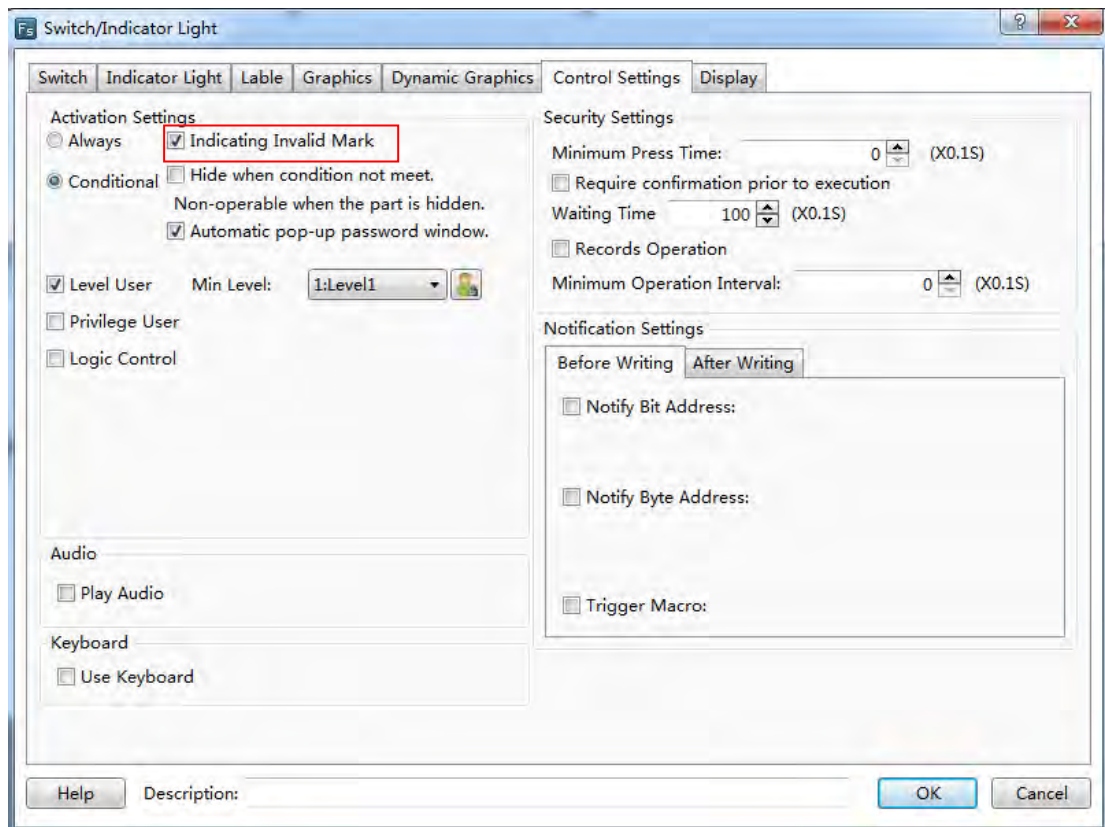 Fs Switch/Indicator Light ? X
Switch Indicator Light Lable Graphics Dynamic Graphics Control Settings Display
Activation Settings
Always Indicating Invalid Mark
Conditional Hide when condition not meet.
Non-operable when the part is hidden.
Automatic pop-up password window.
Level User Min Level: 1:Level1
Privilege User
Logic Control
Audio
Play Audio
Keyboard
Use Keyboard
Security Settings
Minimum Press Time: 0 (X0.1S)
Require confirmation prior to execution
Waiting Time 100 (X0.1S)
Records Operation
Minimum Operation Interval: 0 (X0.1S)
Notification Settings
Before Writing After Writing
Notify Bit Address:
Notify Byte Address:
Trigger Macro:
Help Description: OK Cancel